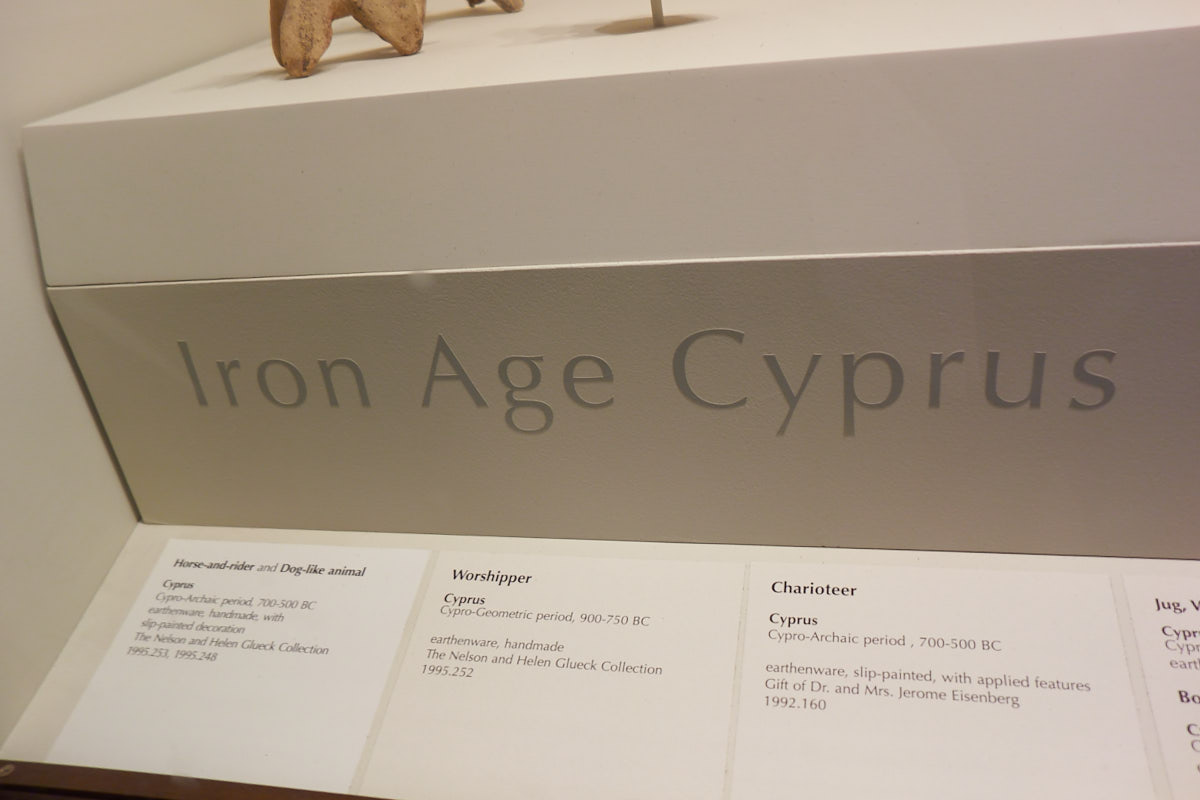 Iron Age Cyprus
Horse-and-rider and Dog-like animal
Cyprus
Cypro-Archaic period, 700-500 BC
earthenware, handmade, with
slip-painted decoration
The Nelson and Helen Glueck Collection
1995.253, 1995.248
Worshipper
Cyprus
Cypro-Geometric period, 900-750 BC
earthenware, handmade
The Nelson and Helen Glueck Collection
1995.252
Charioteer
Cyprus
Cypro-Archaic period , 700-500 BC
earthenware, slip-painted, with applied features
Gift of Dr. and Mrs. Jerome Eisenberg
1992.160
Jug,